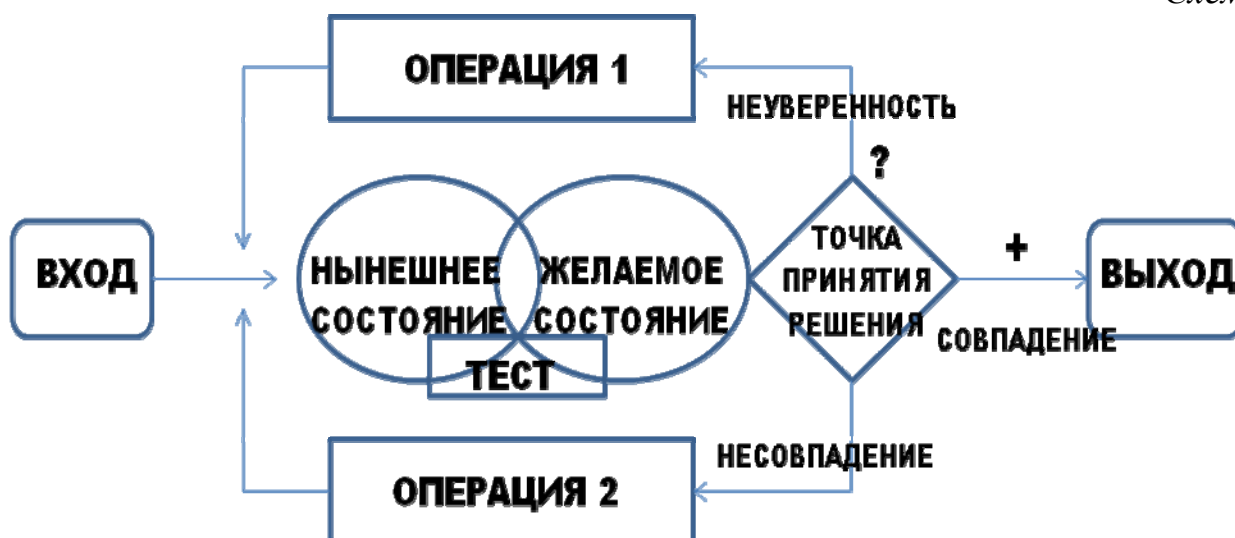 ОПЕРАЦИЯ 1
НЕУВЕРЕННОСТЬ
?
ВХОД
НЫНЕШНЕЕ
СОСТОЯНИЕ
ЖЕЛАЕМОЕ
СОСТОЯНИЕ
ТЕСТ
ТОЧКА
ПРИНЯТИЯ
РЕШЕНИЯ
+
СОВПАДЕНИЕ
ВЫХОД
НЕСОВПАДЕНИЕ
ОПЕРАЦИЯ 2